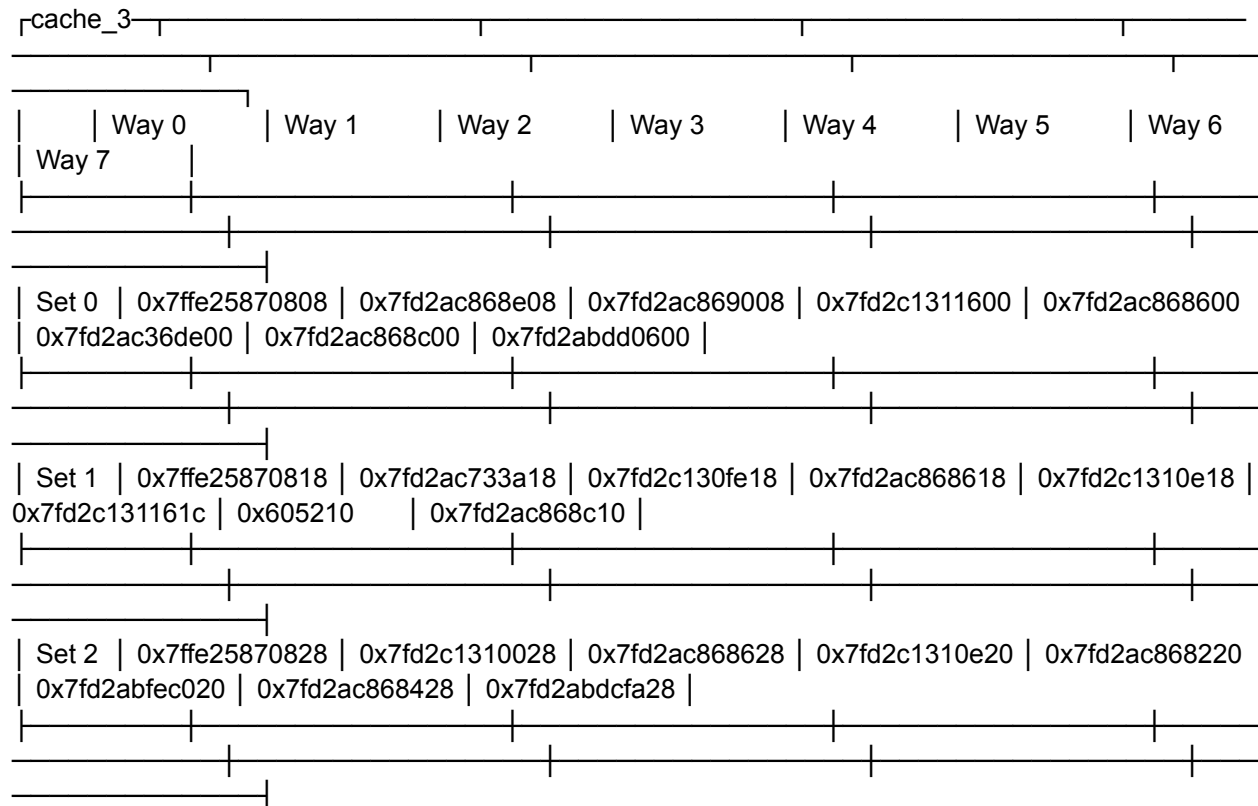 cache_3
│ │ Way 0 │ Way 1 │ Way 2 │ Way 3 │ Way 4 │ Way 5 │ Way 6
│ Way 7 │
│ Set 0 │ 0x7ffe25870808 │ 0x7fd2ac868e08 │ 0x7fd2ac869008 │ 0x7fd2c1311600 │ 0x7fd2ac868600
│ 0x7fd2ac36de00 │ 0x7fd2ac868c00 │ 0x7fd2abdd0600 │
│ Set 1 │ 0x7ffe25870818 │ 0x7fd2ac733a18 │ 0x7fd2c130fe18 │ 0x7fd2ac868618 │ 0x7fd2c1310e18 │
0x7fd2c131161c │ 0x605210 │ 0x7fd2ac868c10 │
│ Set 2 │ 0x7ffe25870828 │ 0x7fd2c1310028 │ 0x7fd2ac868628 │ 0x7fd2c1310e20 │ 0x7fd2ac868220
│ 0x7fd2abfec020 │ 0x7fd2ac868428 │ 0x7fd2abdcfa28 │